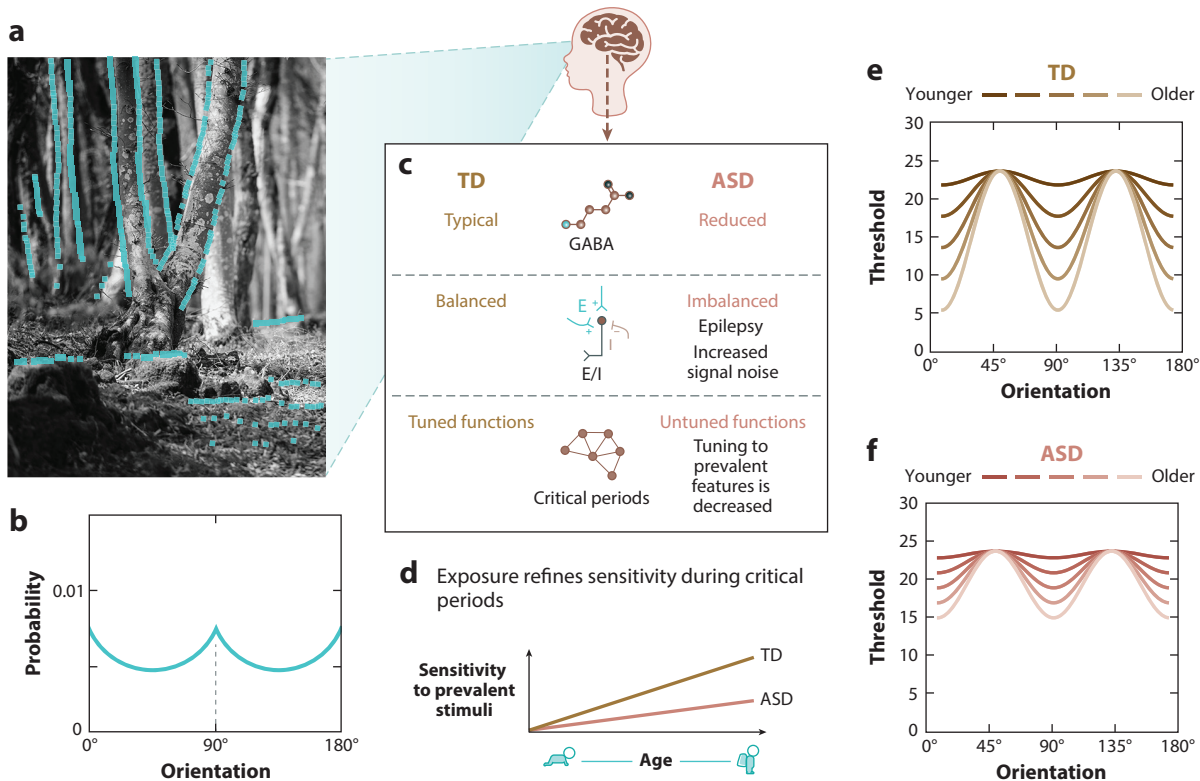 a
c
TD
ASD
Typical
GABA
Reduced
Balanced
E
+
+
–
I
E/I
Imbalanced
Epilepsy
Increased
signal noise
Tuned functions
Critical periods
Untuned functions
Tuning to
prevalent
features is
decreased
b
Probability
0.01
0
0°
90°
180°
Orientation
d Exposure refines sensitivity during critical
periods
Sensitivity
to prevalent
stimuli
TD
ASD
Age
e
TD
Younger
Older
Threshold
30
25
20
15
10
5
0
0°
45°
90°
135°
180°
Orientation
f
ASD
Younger
Older
Threshold
30
25
20
15
10
5
0
0°
45°
90°
135°
180°
Orientation